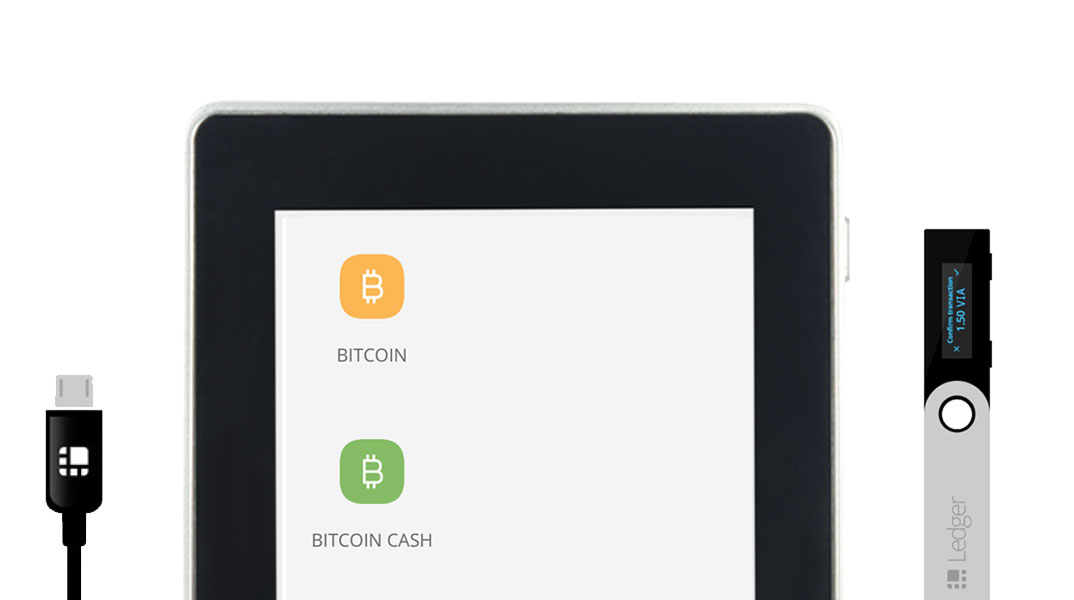 BITCOIN
BITCOIN CASH
Confirm transaction
1.50 VIA
Ledger